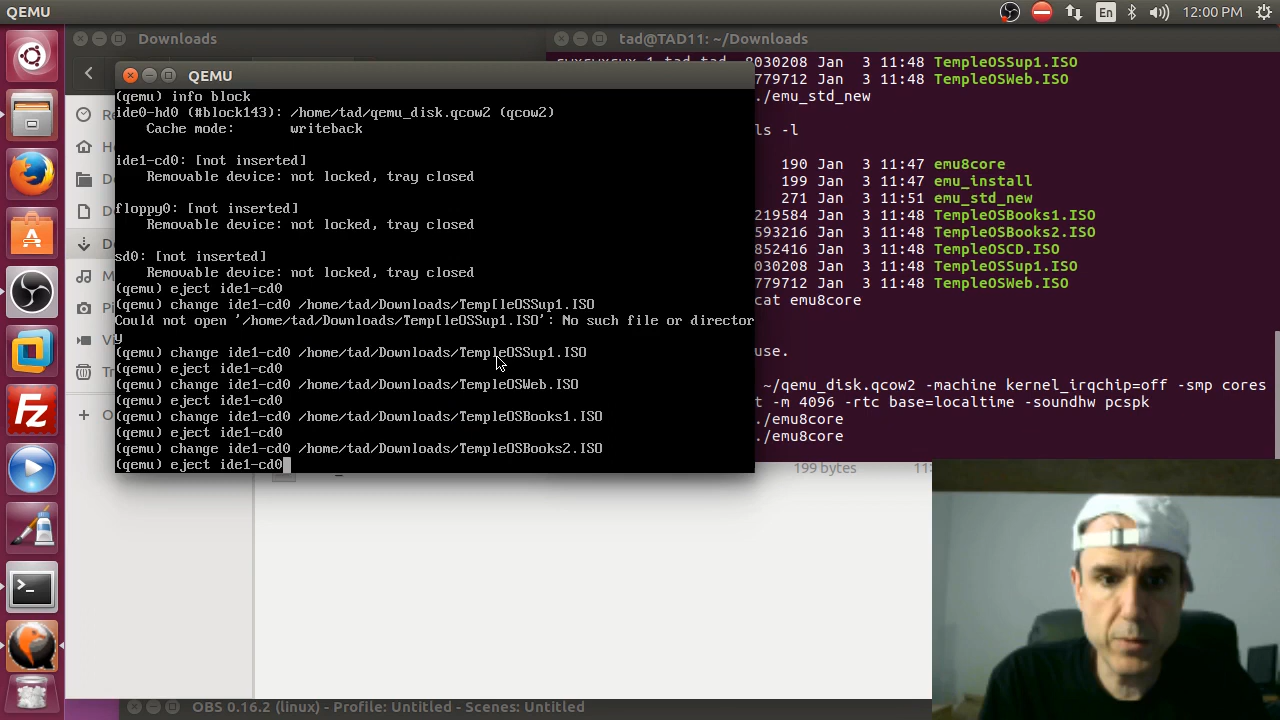 QEMU
En
12:00 PM
Downloads
tad@TAD11: ~/Downloads
QEMU
(qemu) info block
ide0-hd0 (#block143): /home/tad/qemu_disk.qcow2 (qcow2)
Cache mode: writeback
ide1-cd0: [not inserted]
Removable device: not locked, tray closed
floppy0: [not inserted]
Removable device: not locked, tray closed
sd0: [not inserted]
Removable device: not locked, tray closed
(qemu) eject ide1-cd0
(qemu) change ide1-cd0 /home/tad/Downloads/Temp[leOSSup1.ISO
Could not open '/home/tad/Downloads/Temp[leOSSup1.ISO': No such file or director
y
(qemu) change ide1-cd0 /home/tad/Downloads/TempleOSSup1.ISO
(qemu) eject ide1-cd0
(qemu) change ide1-cd0 /home/tad/Downloads/TempleOSWeb.ISO
(qemu) eject ide1-cd0
(qemu) change ide1-cd0 /home/tad/Downloads/TempleOSBooks1.ISO
(qemu) eject ide1-cd0
(qemu) change ide1-cd0 /home/tad/Downloads/TempleOSBooks2.ISO
(qemu) eject ide1-cd0
8030208 Jan 3 11:48 TempleOSSup1.ISO
779712 Jan 3 11:48 TempleOSWeb.ISO
./emu_std_new
ls -l
190 Jan 3 11:47 emu8core
199 Jan 3 11:47 emu_install
271 Jan 3 11:51 emu_std_new
219584 Jan 3 11:48 TempleOSBooks1.ISO
593216 Jan 3 11:48 TempleOSBooks2.ISO
852416 Jan 3 11:48 TempleOSCD.ISO
030208 Jan 3 11:48 TempleOSSup1.ISO
779712 Jan 3 11:48 TempleOSWeb.ISO
cat emu8core
use.
~/qemu_disk.qcow2 -machine kernel_irqchip=off -smp cores
t -m 4096 -rtc base=localtime -soundhw pcspk
./emu8core
./emu8core
199 bytes
OBS 0.16.2 (linux) - Profile: Untitled - Scenes: Untitled